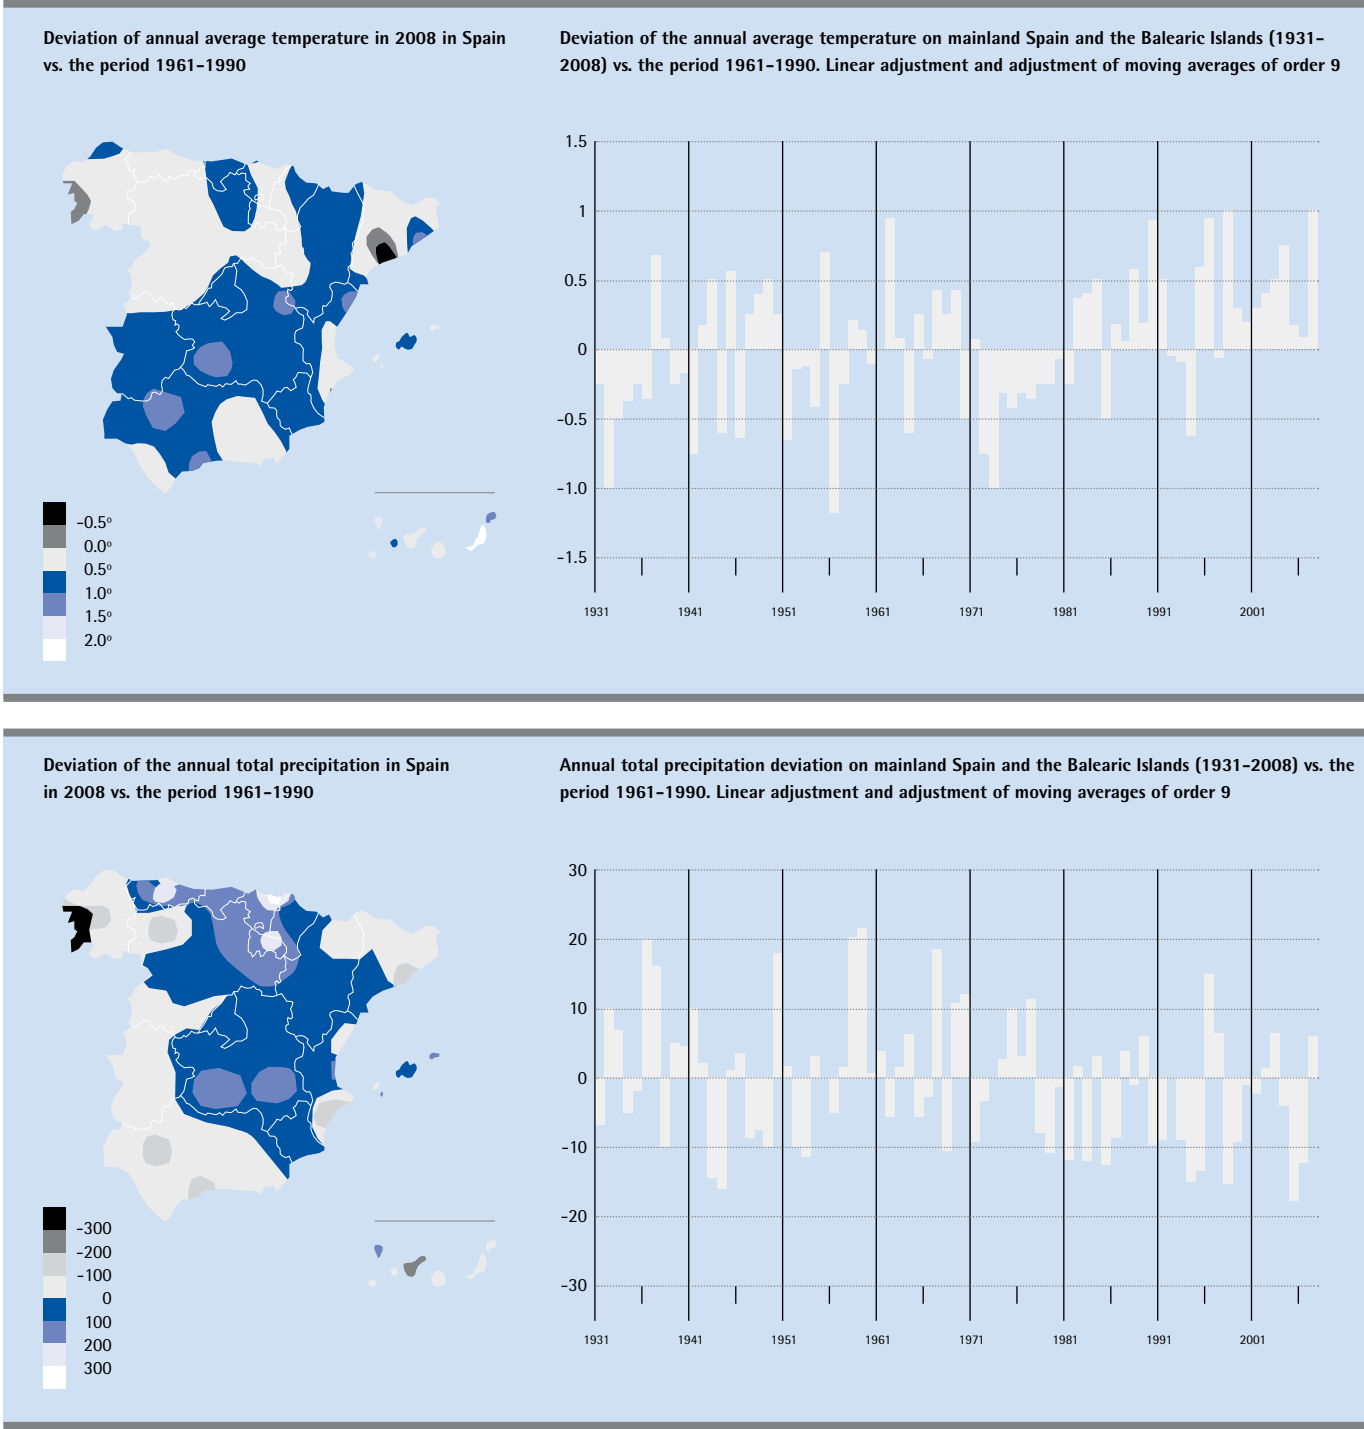 Deviation of annual average temperature in 2008 in Spain
vs. the period 1961-1990
Deviation of the annual average temperature on mainland Spain and the Balearic Islands (1931-
2008) vs. the period 1961-1990. Linear adjustment and adjustment of moving averages of order 9
-0.5º
0.0º
0.5º
1.0º
1.5º
2.0º
1.5
1
0.5
0
-0.5
-1.0
-1.5
1931 1941 1951 1961 1971 1981 1991 2001
Deviation of the annual total precipitation in Spain
in 2008 vs. the period 1961-1990
Annual total precipitation deviation on mainland Spain and the Balearic Islands (1931-2008) vs. the
period 1961-1990. Linear adjustment and adjustment of moving averages of order 9
-300
-200
-100
0
100
200
300
30
20
10
0
-10
-20
-30
1931 1941 1951 1961 1971 1981 1991 2001